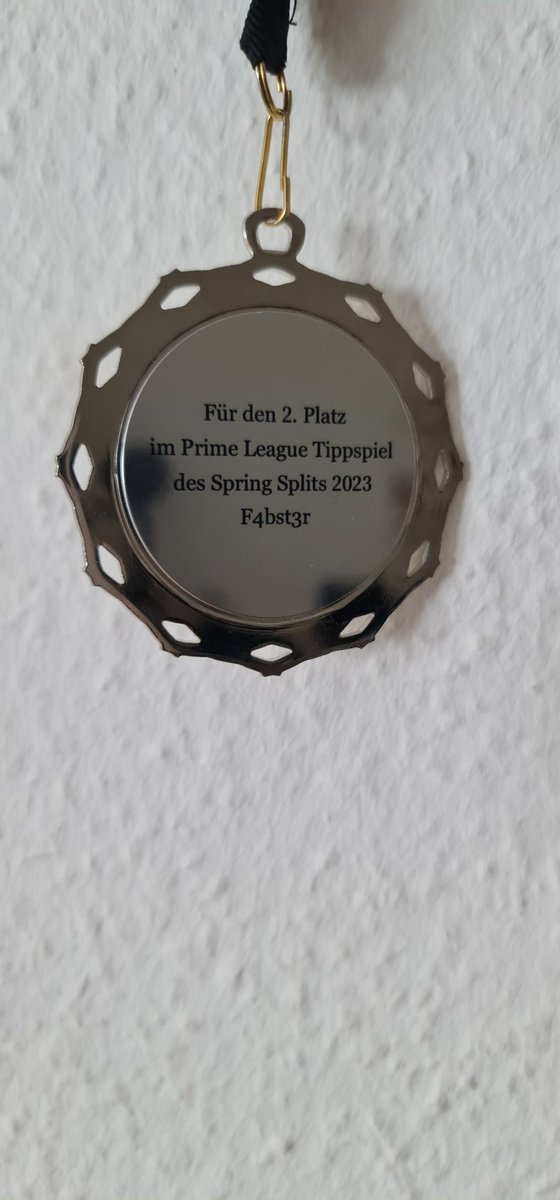 Für den 2. Platz
im Prime League Tippspiel
des Spring Splits 2023
F4bst3r